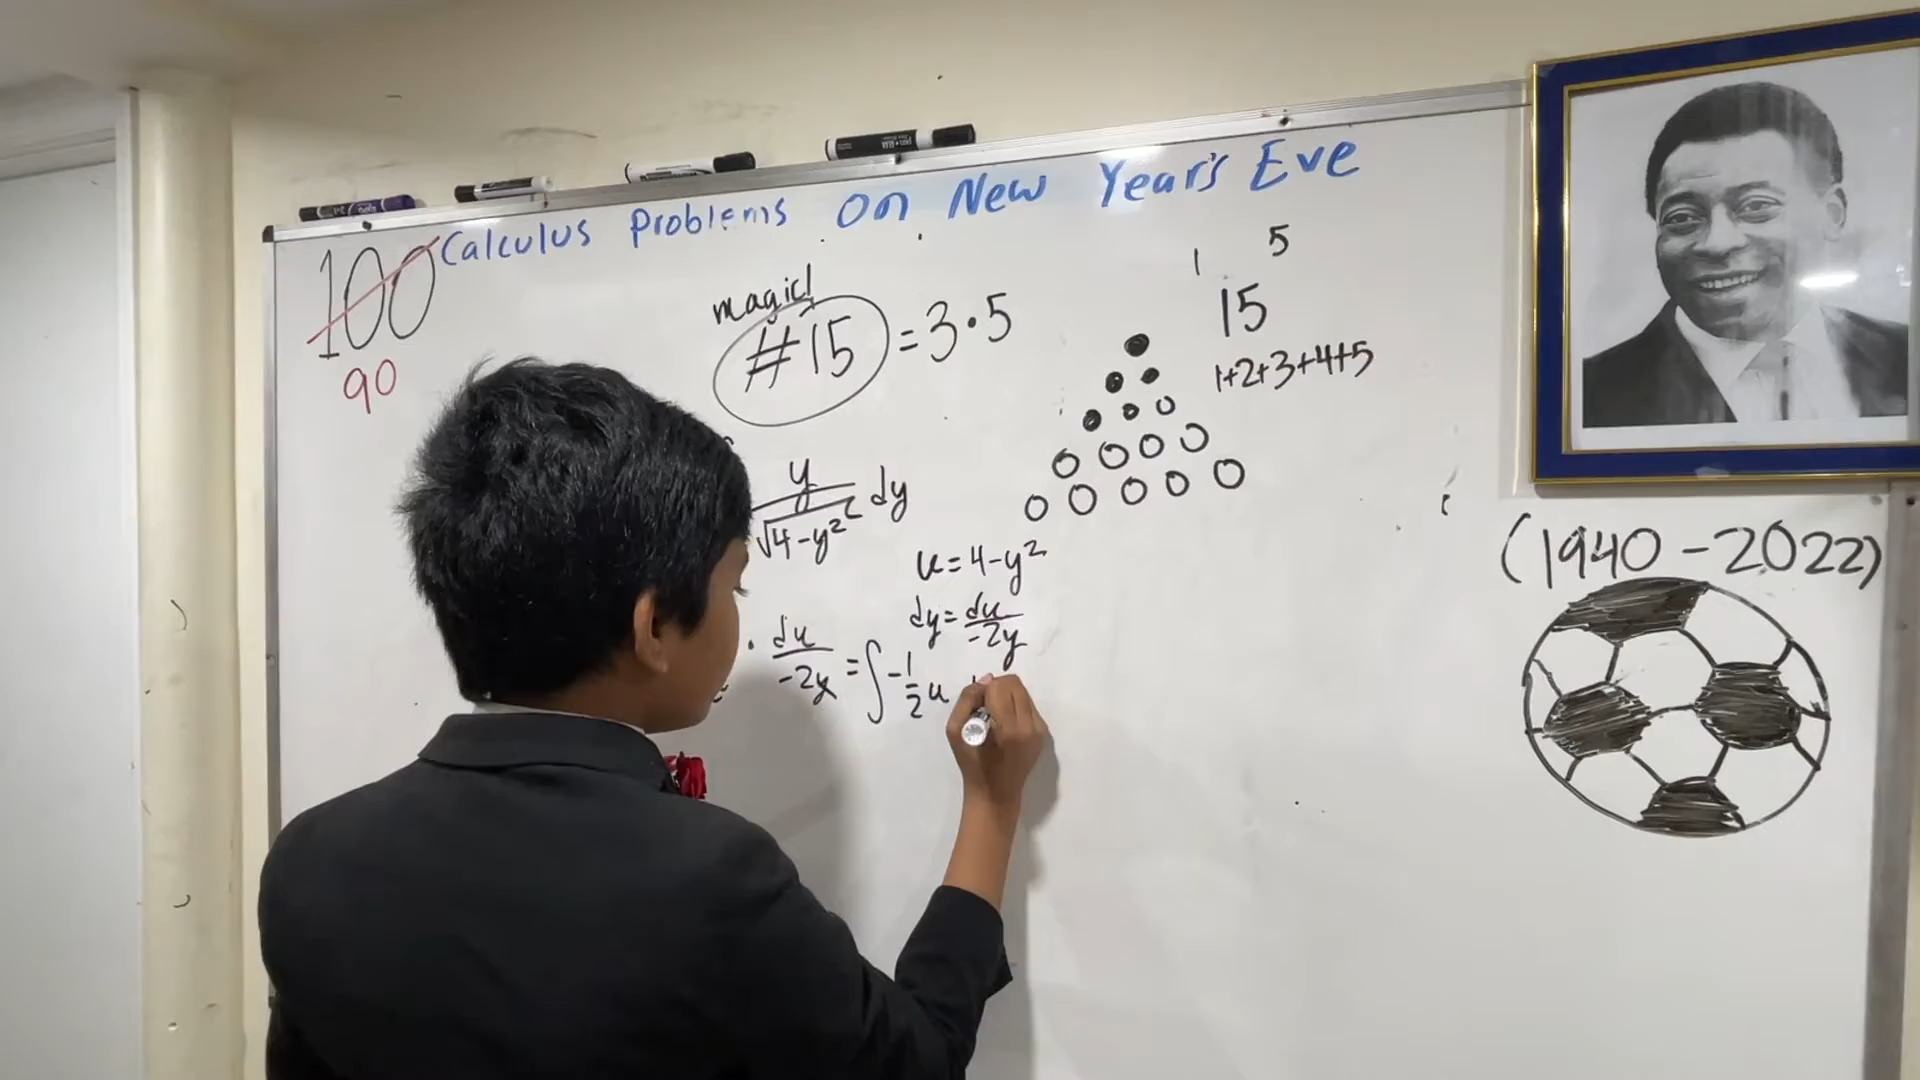 Calculus Problems On New Year's Eve
100
90
magic!
#15 = 3·5
1 5
15
1+2+3+4+5
y/√4-y² dy
u=4-y²
dy=du/-2y
· du/-2y = ∫-1/2 u
(1940-2022)